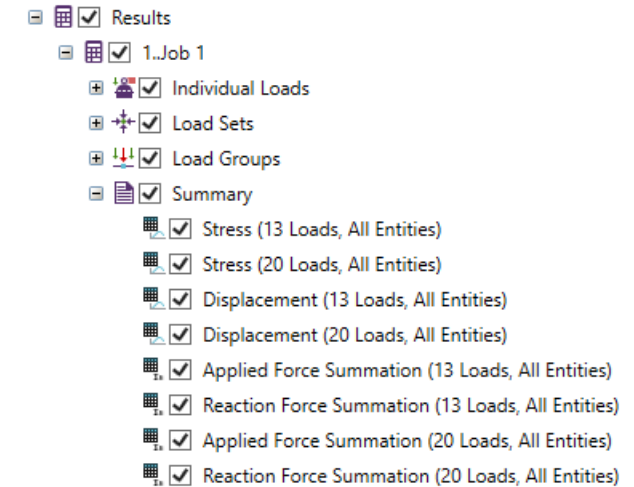 Results
1..Job 1
Individual Loads
Load Sets
Load Groups
Summary
Stress (13 Loads, All Entities)
Stress (20 Loads, All Entities)
Displacement (13 Loads, All Entities)
Displacement (20 Loads, All Entities)
Applied Force Summation (13 Loads, All Entities)
Reaction Force Summation (13 Loads, All Entities)
Applied Force Summation (20 Loads, All Entities)
Reaction Force Summation (20 Loads, All Entities)